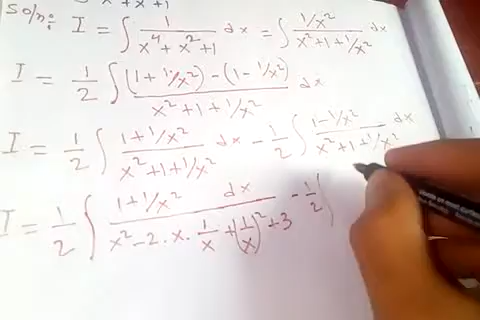 x + x + 1
Soln: I = ∫ 1/(x⁴ + x² + 1) dx = ∫ (1/x²)/(x² + 1 + 1/x²) dx
I = 1/2 ∫ ((1 + 1/x²) - (1 - 1/x²))/(x² + 1 + 1/x²) dx
I = 1/2 ∫ (1 + 1/x²)/(x² + 1 + 1/x²) dx - 1/2 ∫ (1 - 1/x²)/(x² + 1 + 1/x²) dx
I = 1/2 ∫ (1 + 1/x²) dx/(x² - 2 · x · 1/x + (1/x)² + 3 - 1/2 ∫